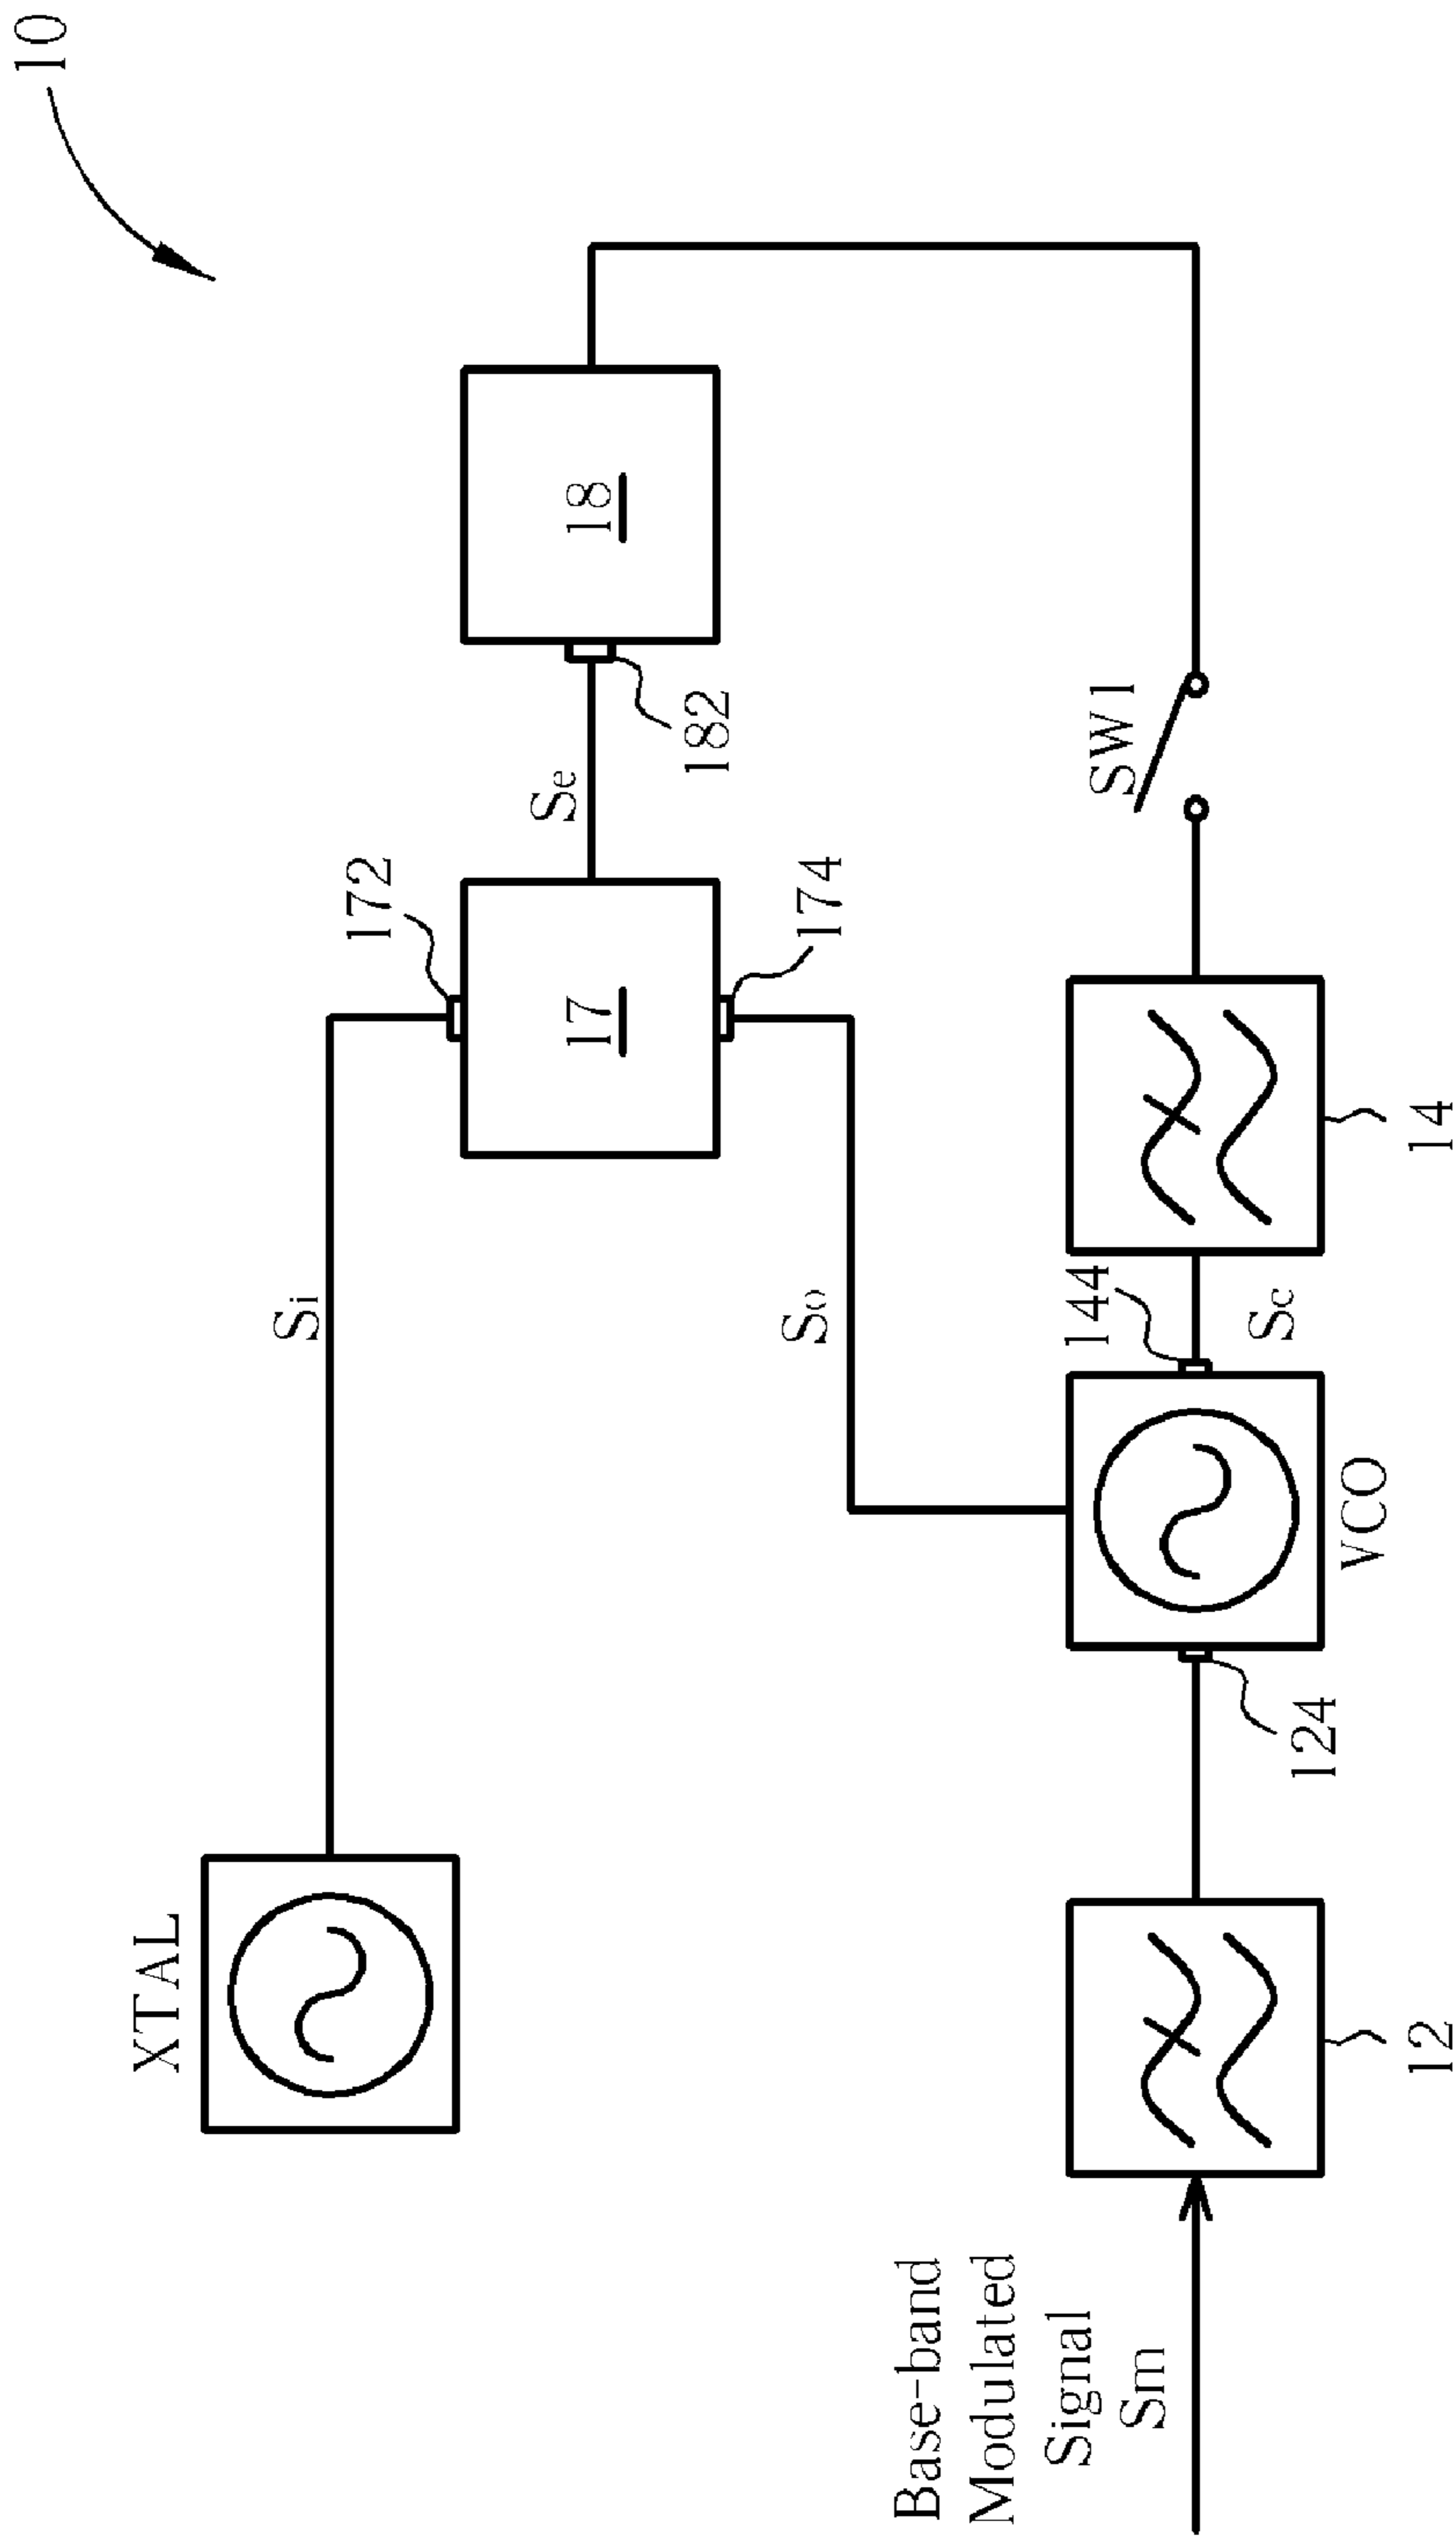 10
XTAL
Si
172
17
174
Se
182
18
So
Base-band
Modulated
Signal
Sm
12
124
VCO
144
Sc
14
SW1